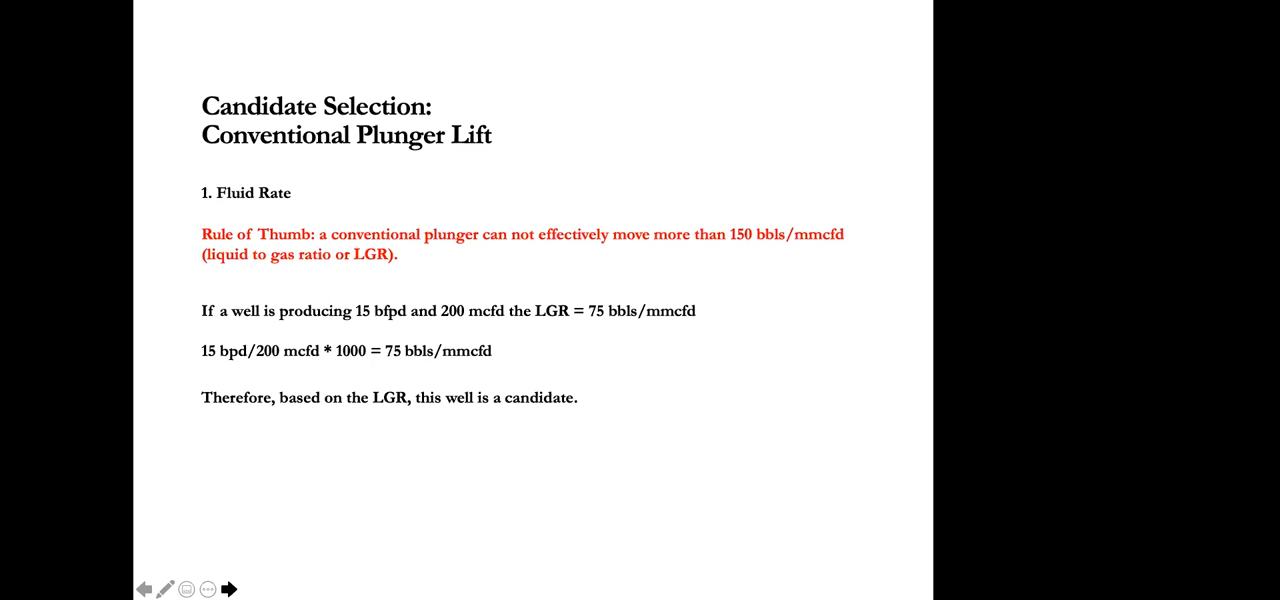 Candidate Selection:
Conventional Plunger Lift
1. Fluid Rate
Rule of Thumb: a conventional plunger can not effectively move more than 150 bbls/mmcfd
(liquid to gas ratio or LGR).
If a well is producing 15 bfpd and 200 mcfd the LGR = 75 bbls/mmcfd
15 bpd/200 mcfd * 1000 = 75 bbls/mmcfd
Therefore, based on the LGR, this well is a candidate.